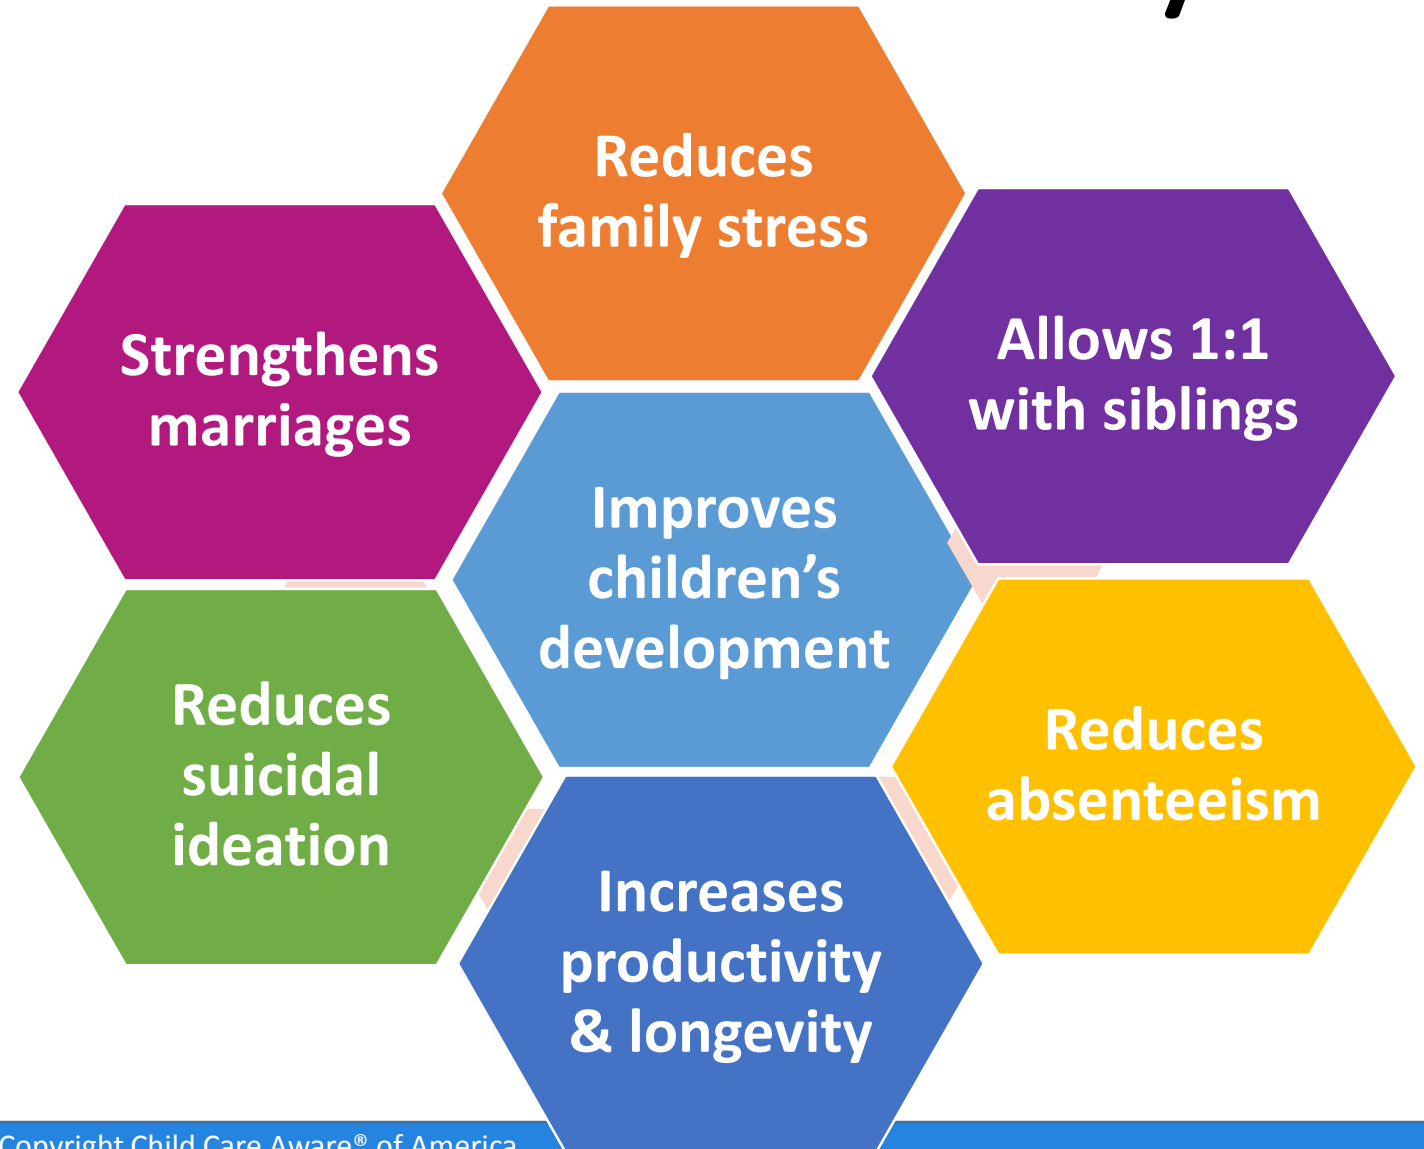 Reduces
family stress
Strengthens
marriages
Allows 1:1
with siblings
Improves
children’s
development
Reduces
suicidal
ideation
Reduces
absenteeism
Increases
productivity
& longevity
Copyright Child Care Aware® of America